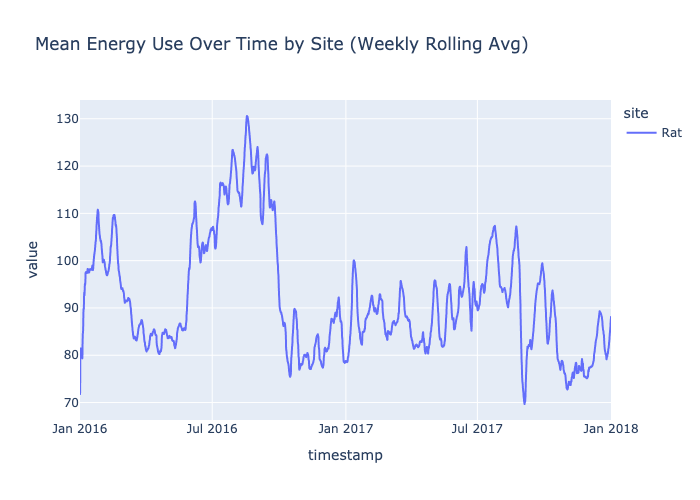 Mean Energy Use Over Time by Site (Weekly Rolling Avg)
site
Rat
value
130
120
110
100
90
80
70
Jan 2016
Jul 2016
Jan 2017
Jul 2017
Jan 2018
timestamp